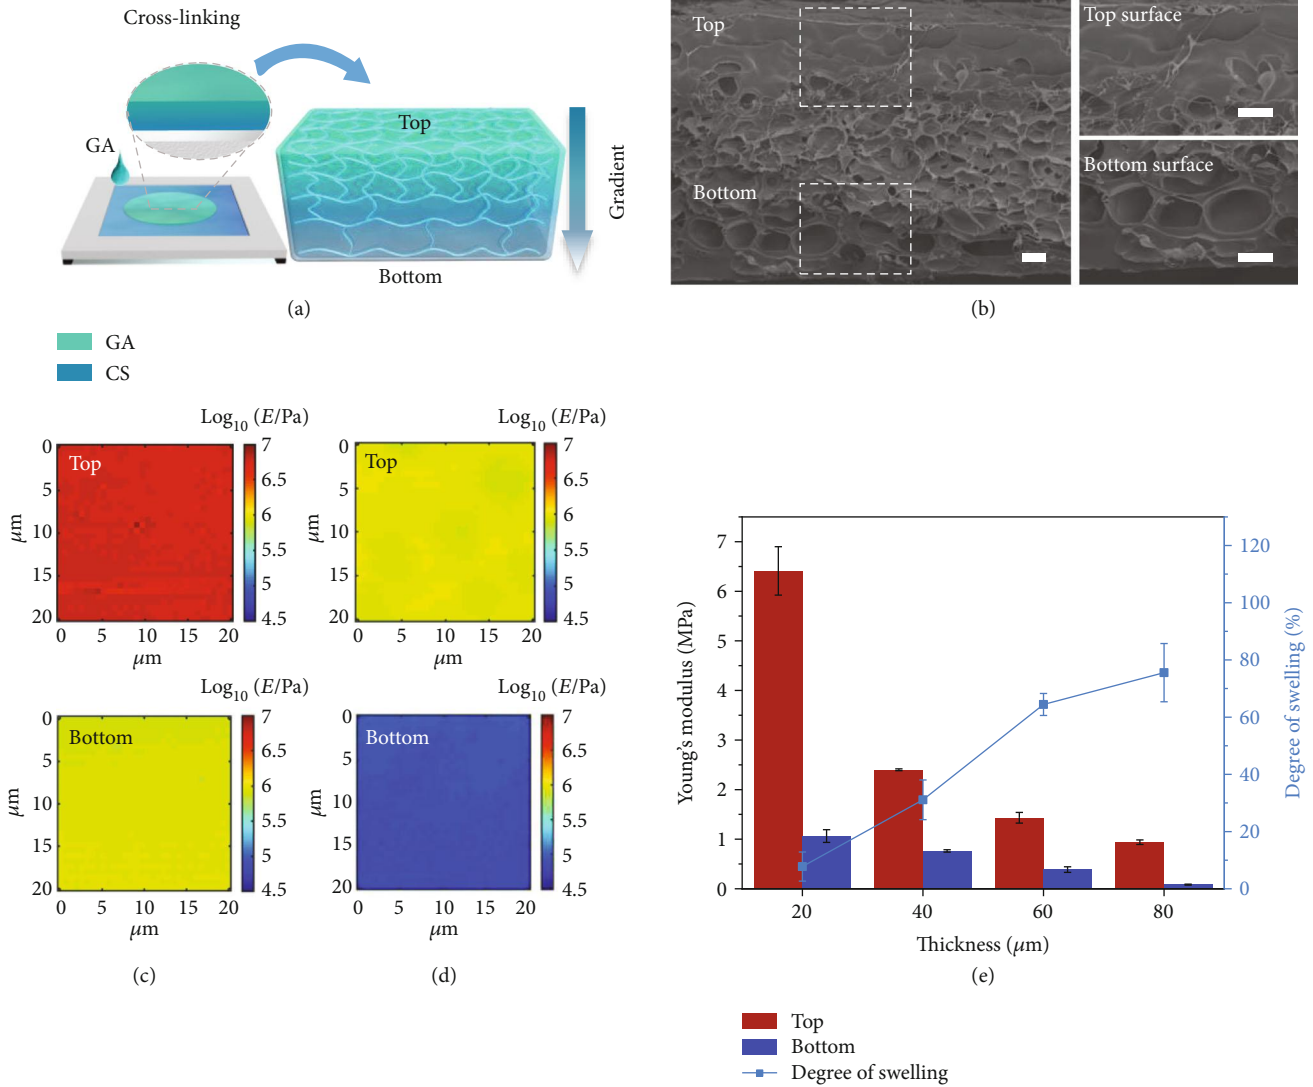 Cross-linking
GA
Top
Bottom
Gradient
(a)
GA
CS
Top
Bottom
Top surface
Bottom surface
(b)
Log10 (E/Pa)
Top
0
5
10
15
20
μm
0 5 10 15 20
μm
7
6.5
6
5.5
5
4.5
Log10 (E/Pa)
Bottom
0
5
10
15
20
μm
0 5 10 15 20
μm
7
6.5
6
5.5
5
4.5
(c)
Log10 (E/Pa)
Top
0
5
10
15
20
0 5 10 15 20
μm
7
6.5
6
5.5
5
4.5
Log10 (E/Pa)
Bottom
0
5
10
15
20
0 5 10 15 20
μm
7
6.5
6
5.5
5
4.5
(d)
Young's modulus (MPa)
7
6
5
4
3
2
1
0
Degree of swelling (%)
120
100
80
60
40
20
0
20 40 60 80
Thickness (μm)
(e)
Top
Bottom
Degree of swelling